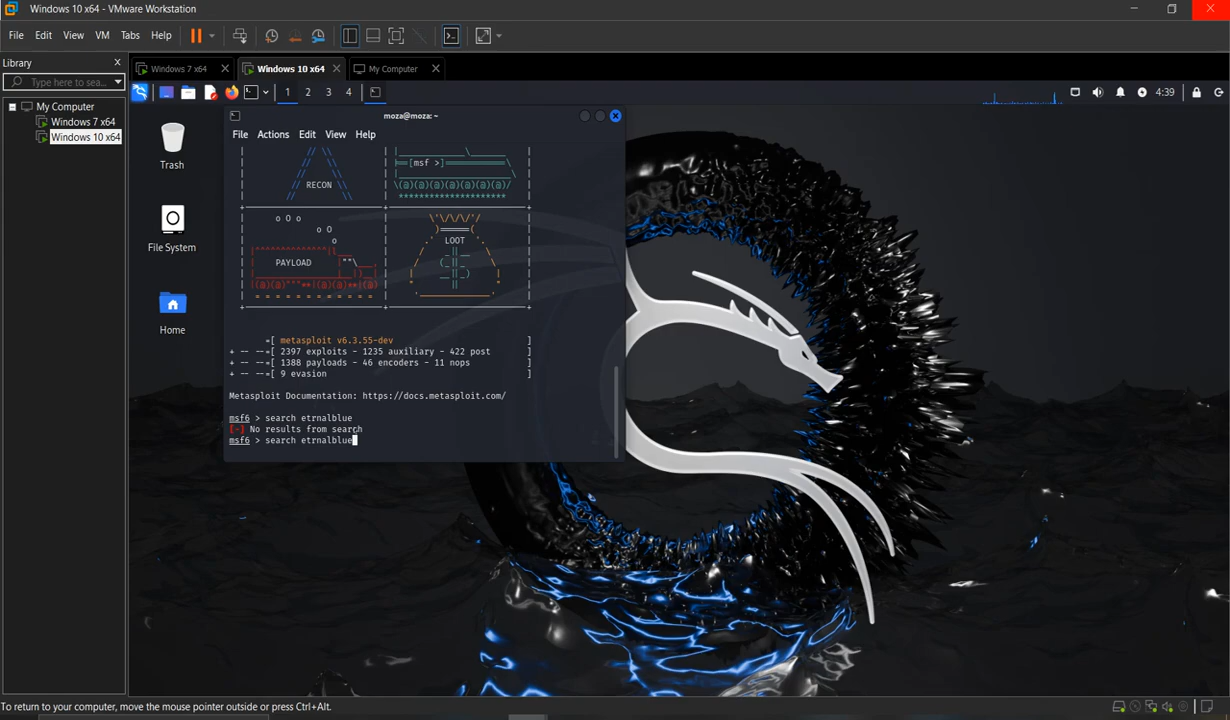 Windows 10 x64 - VMware Workstation
File Edit View VM Tabs Help
Library
Type here to sea...
My Computer
Windows 7 x64
Windows 10 x64
Windows 7 x64 Windows 10 x64 My Computer
1 2 3 4
4:39
Trash
File System
Home
moza@moza: ~
File Actions Edit View Help
RECON
[msf >]
LOOT
PAYLOAD
=[ metasploit v6.3.55-dev ]
+ -- --=[ 2397 exploits - 1235 auxiliary - 422 post ]
+ -- --=[ 1388 payloads - 46 encoders - 11 nops ]
+ -- --=[ 9 evasion ]
Metasploit Documentation: https://docs.metasploit.com/
msf6 > search etrnalblue
[-] No results from search
msf6 > search etrnalblue
To return to your computer, move the mouse pointer outside or press Ctrl+Alt.